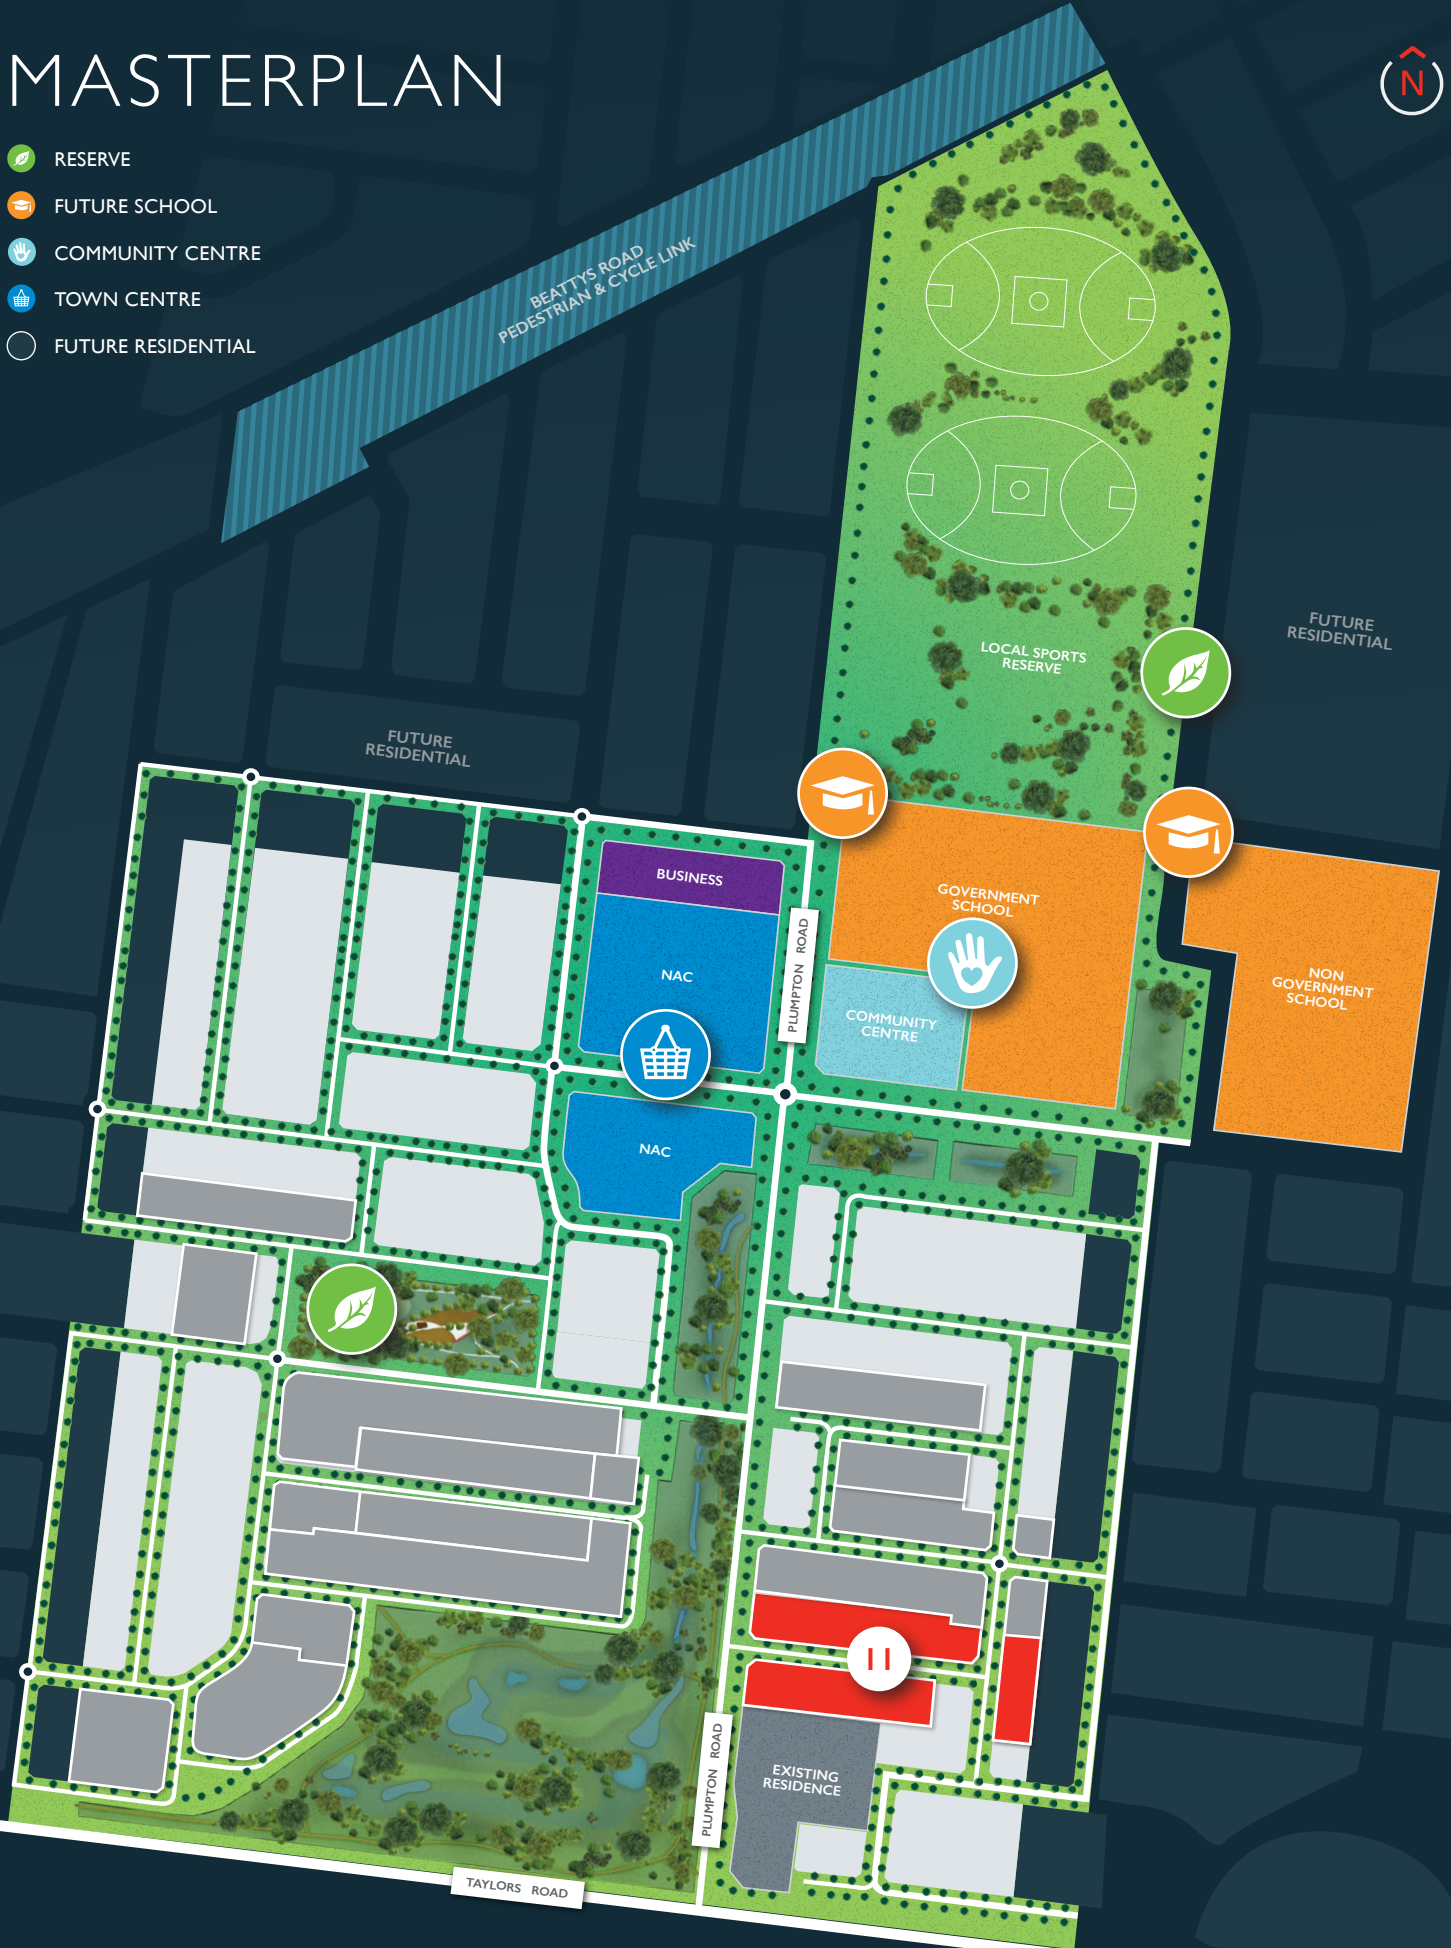 MASTERPLAN
N
RESERVE
FUTURE SCHOOL
COMMUNITY CENTRE
TOWN CENTRE
FUTURE RESIDENTIAL
BEATTYS ROAD
PEDESTRIAN & CYCLE LINK
FUTURE
RESIDENTIAL
LOCAL SPORTS
RESERVE
FUTURE
RESIDENTIAL
BUSINESS
GOVERNMENT
SCHOOL
NAC
PLUMPTON ROAD
NON
GOVERNMENT
SCHOOL
COMMUNITY
CENTRE
NAC
11
EXISTING
RESIDENCE
PLUMPTON ROAD
TAYLORS ROAD